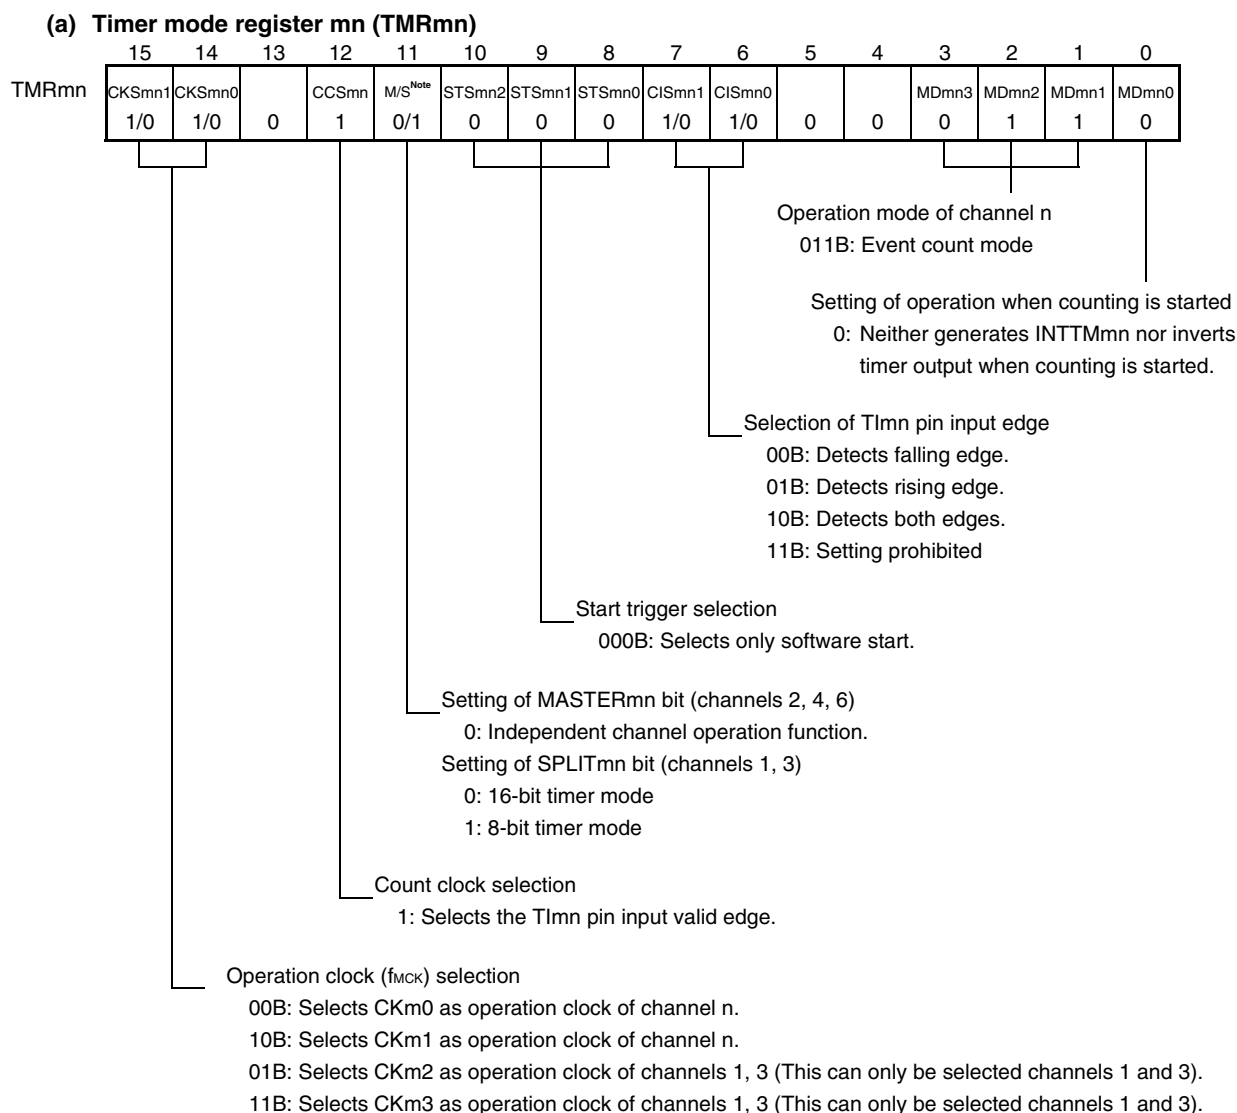 (a) Timer mode register mn (TMRmn)
15 14 13 12 11 10 9 8 7 6 5 4 3 2 1 0
TMRmn CKSmn1 CKSmn0 CCSmn M/S Note STSmn2 STSmn1 STSmn0 CISmn1 CISmn0 MDmn3 MDmn2 MDmn1 MDmn0
1/0 1/0 0 1 0/1 0 0 0 1/0 1/0 0 0 0 1 1 0
Operation mode of channel n
011B: Event count mode
Setting of operation when counting is started
0: Neither generates INTTMmn nor inverts
timer output when counting is started.
Selection of TImn pin input edge
00B: Detects falling edge.
01B: Detects rising edge.
10B: Detects both edges.
11B: Setting prohibited
Start trigger selection
000B: Selects only software start.
Setting of MASTERmn bit (channels 2, 4, 6)
0: Independent channel operation function.
Setting of SPLITmn bit (channels 1, 3)
0: 16-bit timer mode
1: 8-bit timer mode
Count clock selection
1: Selects the TImn pin input valid edge.
Operation clock (fMCK) selection
00B: Selects CKm0 as operation clock of channel n.
10B: Selects CKm1 as operation clock of channel n.
01B: Selects CKm2 as operation clock of channels 1, 3 (This can only be selected channels 1 and 3).
11B: Selects CKm3 as operation clock of channels 1, 3 (This can only be selected channels 1 and 3).